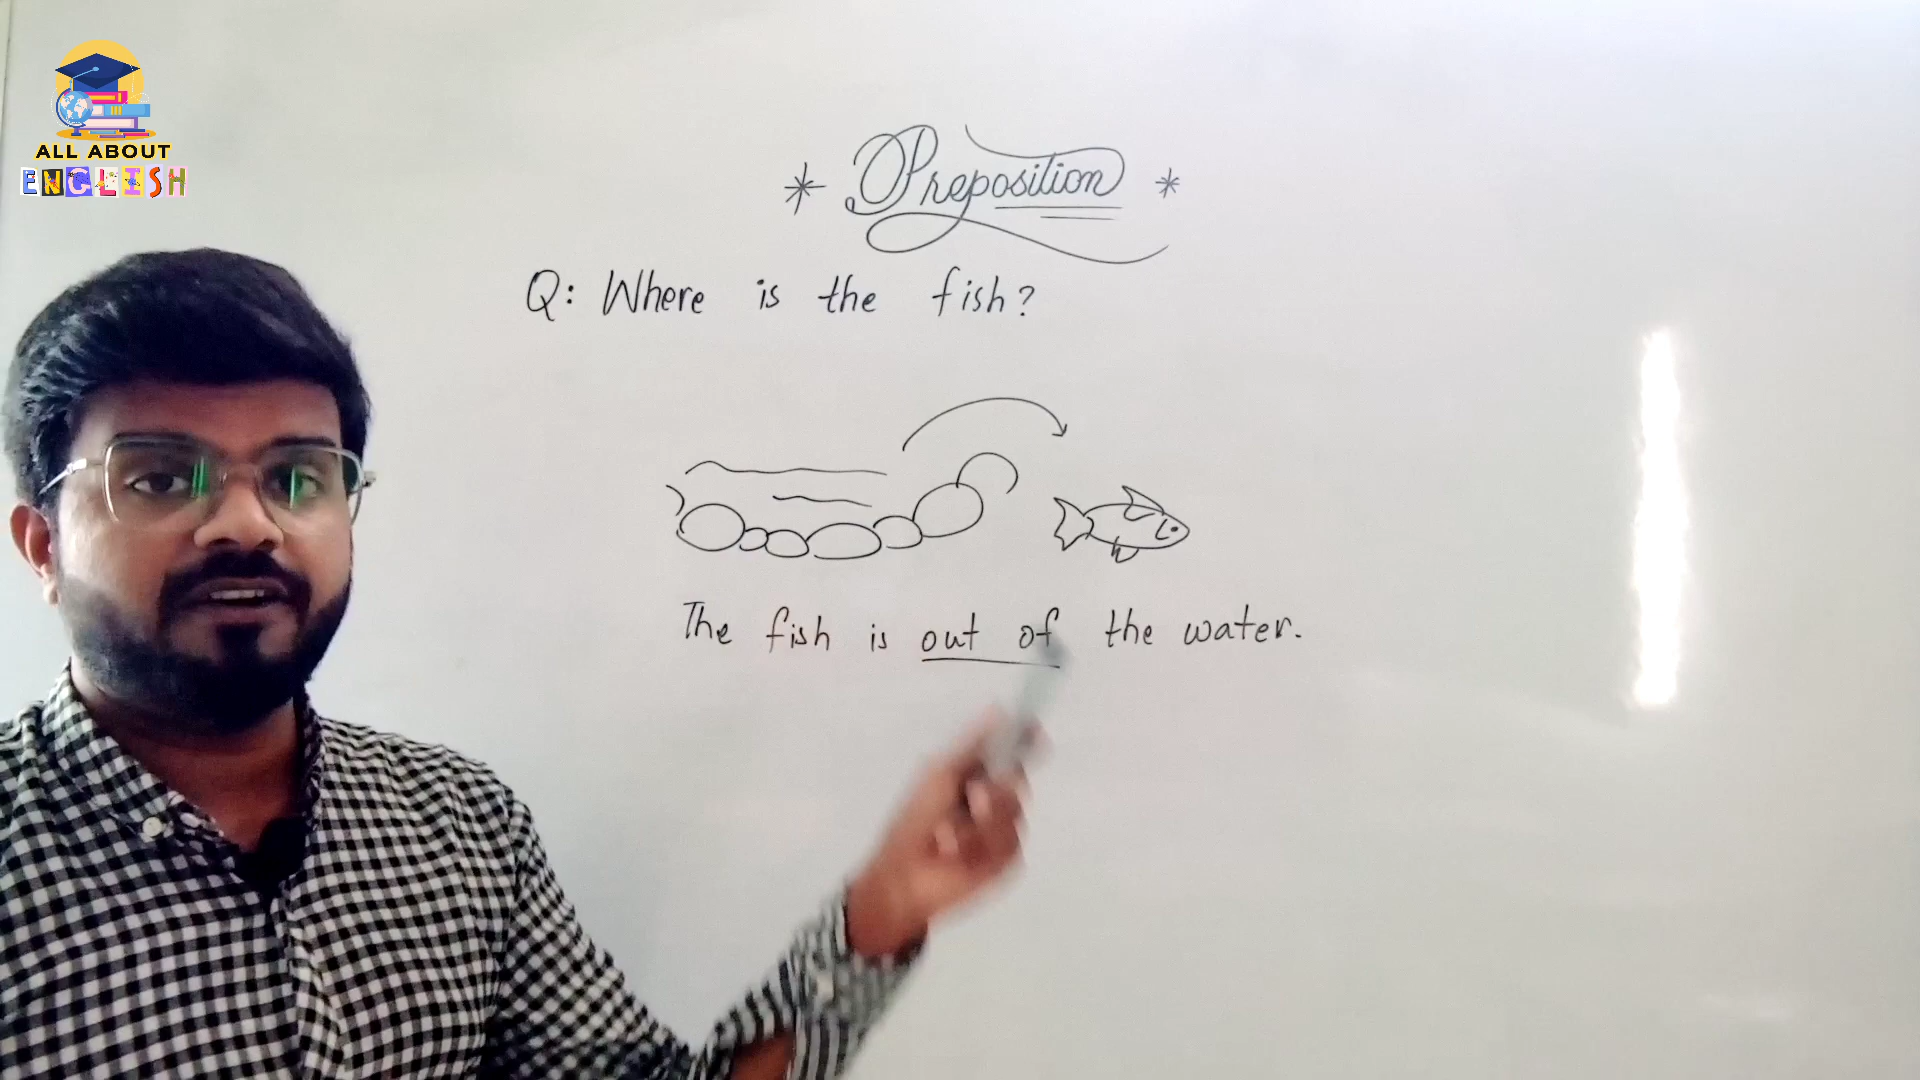 ALL ABOUT
ENGLISH
* Preposition *
Q: Where is the fish?
The fish is out of the water.